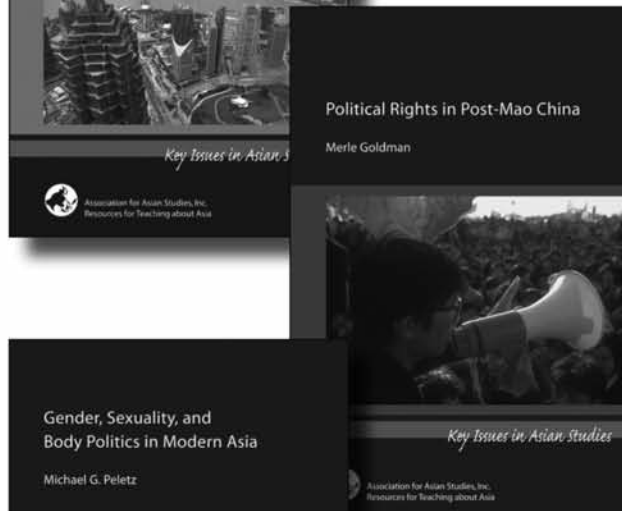 Key Issues in Asian S
Association for Asian Studies, Inc.
Resources for Teaching about Asia
Political Rights in Post-Mao China
Merle Goldman
Key Issues in Asian Studies
Association for Asian Studies, Inc.
Resources for Teaching about Asia
Gender, Sexuality, and
Body Politics in Modern Asia
Michael G. Peletz